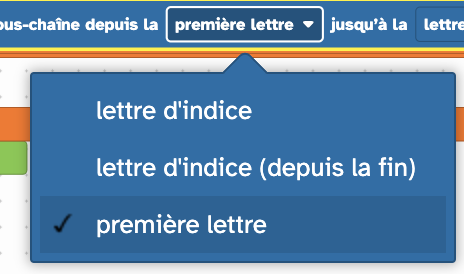 ous-chaîne depuis la première lettre ▼ jusqu'à la lettre
lettre d'indice
lettre d'indice (depuis la fin)
✓ première lettre